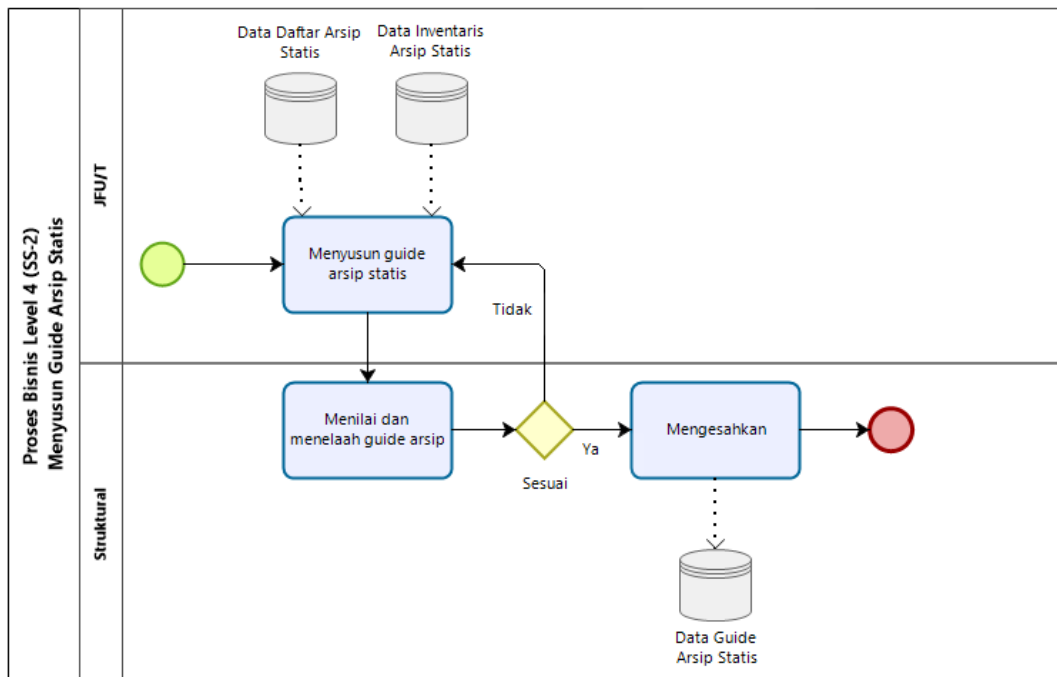 Proses Bisnis Level 4 (SS-2)
Menyusun Guide Arsip Statis
JFU/T
Data Daftar Arsip
Statis
Data Inventaris
Arsip Statis
Menyusun guide
arsip statis
Tidak
Struktural
Menilai dan
menelaah guide arsip
Sesuai
Ya
Mengesahkan
Data Guide
Arsip Statis